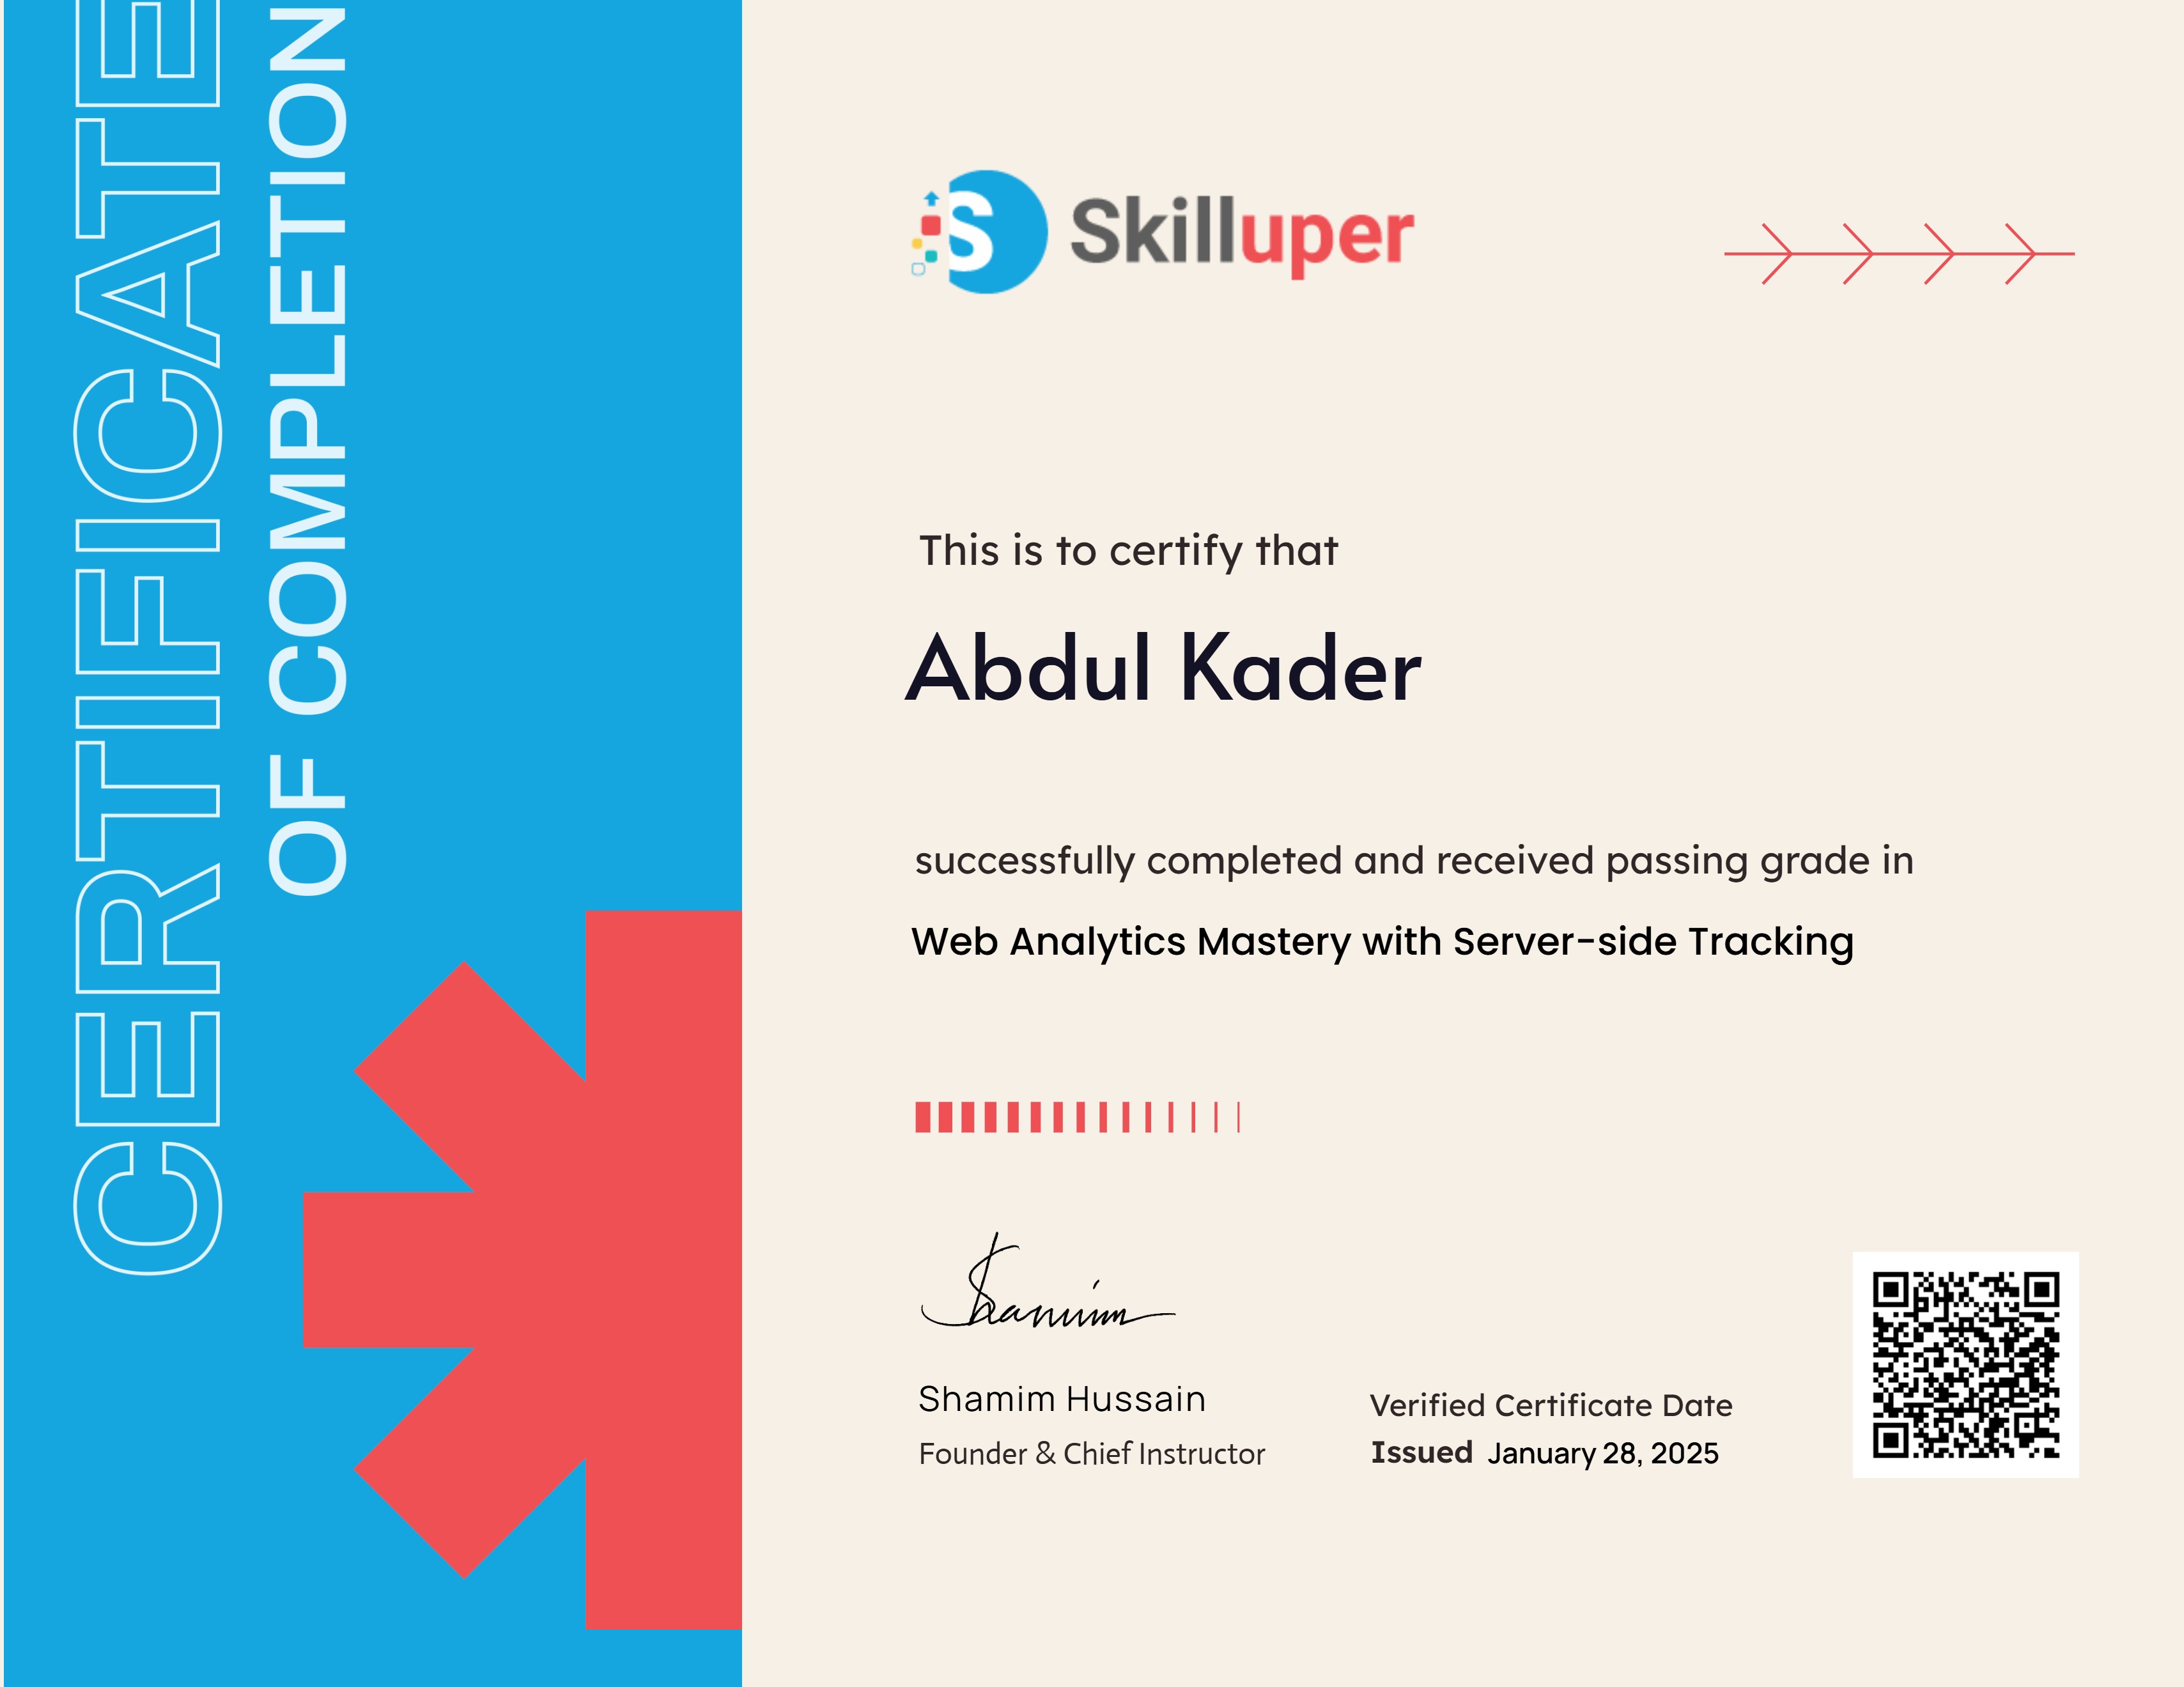 CERTIFICATE
OF COMPLETION
Skilluper
This is to certify that
Abdul Kader
successfully completed and received passing grade in
Web Analytics Mastery with Server-side Tracking
Shamim
Shamim Hussain
Founder & Chief Instructor
Verified Certificate Date
Issued January 28, 2025